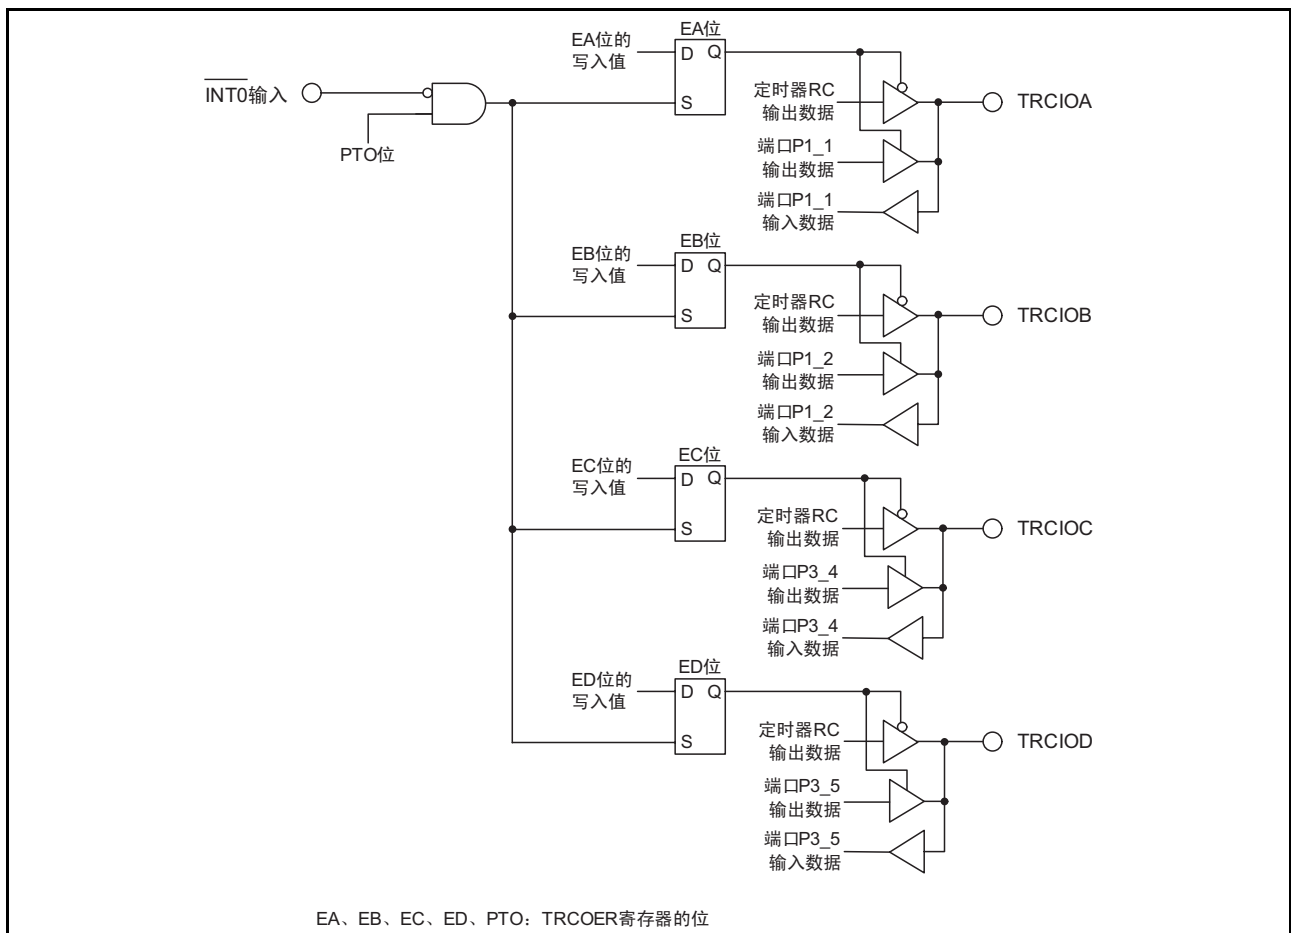 EA位的
写入值
EA位
D Q
S
INT0输入
PTO位
定时器RC
输出数据
TRCIOA
端口P1_1
输出数据
端口P1_1
输入数据
EB位的
写入值
EB位
D Q
S
定时器RC
输出数据
TRCIOB
端口P1_2
输出数据
端口P1_2
输入数据
EC位的
写入值
EC位
D Q
S
定时器RC
输出数据
TRCIOC
端口P3_4
输出数据
端口P3_4
输入数据
ED位的
写入值
ED位
D Q
S
定时器RC
输出数据
TRCIOD
端口P3_5
输出数据
端口P3_5
输入数据
EA、EB、EC、ED、PTO：TRCOER寄存器的位